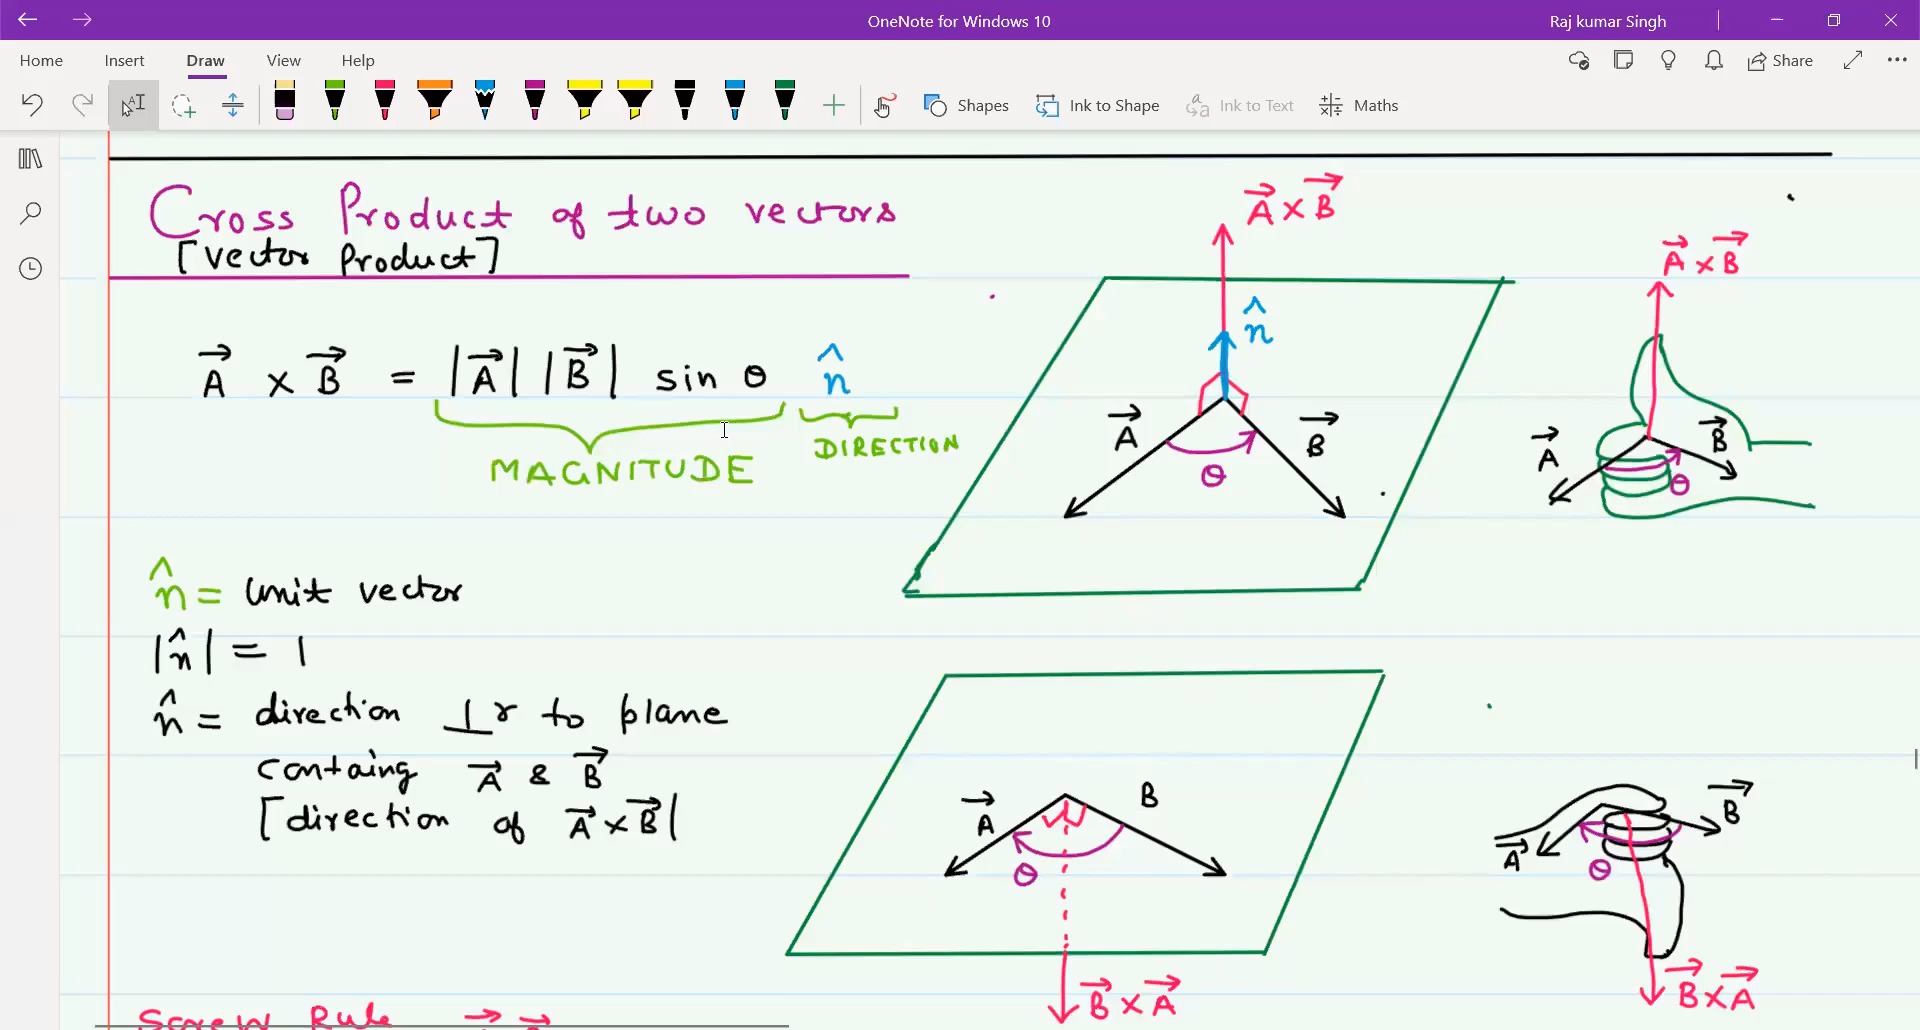 OneNote for Windows 10
Raj kumar Singh
Home Insert Draw View Help
Share
Shapes Ink to Shape Ink to Text Maths
Cross Product of two vectors
[Vector Product]
A⃗ × B⃗ = |A⃗| |B⃗| sin θ n̂
MAGNITUDE
DIRECTION
n̂ = unit vector
|n̂| = 1
n̂ = direction ⊥r to plane
containg A⃗ & B⃗
[direction of A⃗×B⃗|
Screw Rule
A⃗ × B⃗
n̂
A⃗
B⃗
θ
A⃗ × B⃗
A⃗
B⃗
θ
A⃗
B
θ
B⃗ × A⃗
B⃗
A⃗
θ
B⃗ × A⃗